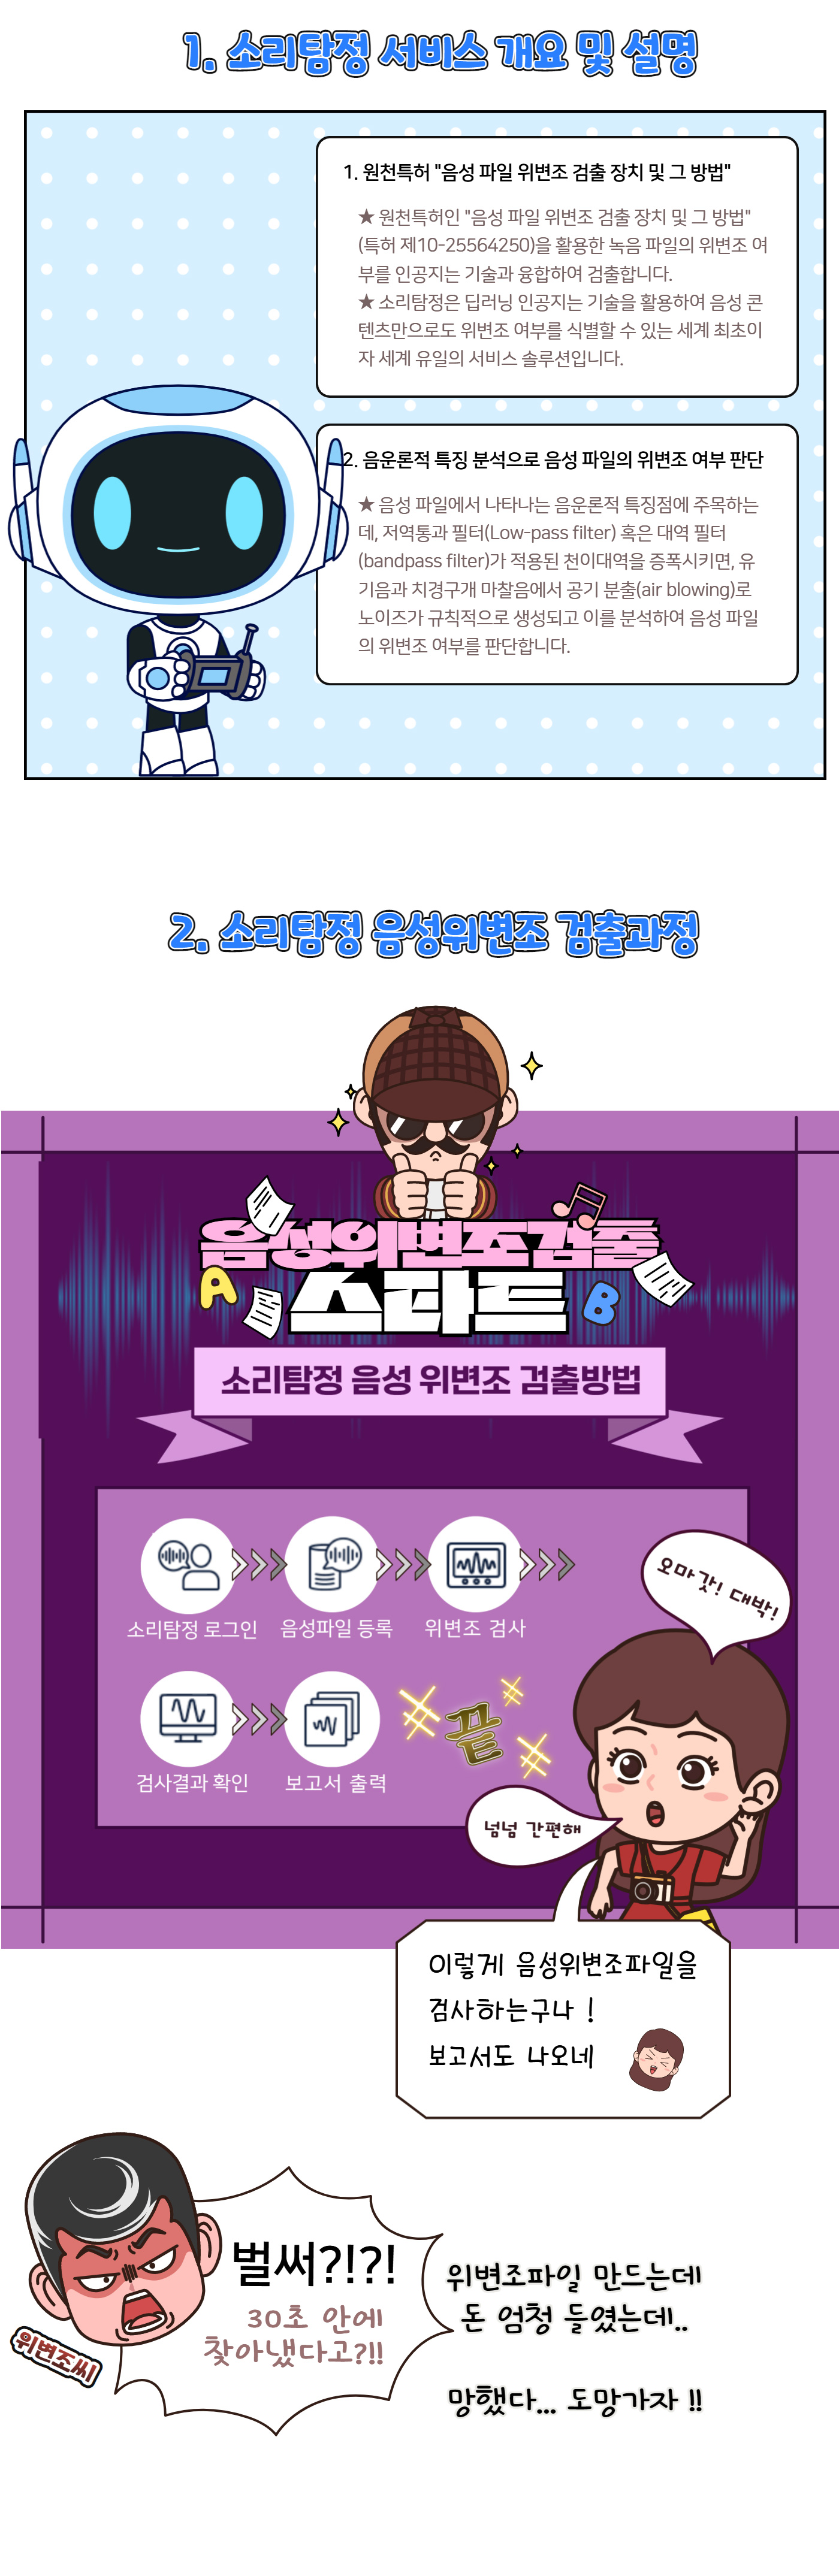 1. 소리탐정 서비스 개요 및 설명
1. 원천특허 "음성 파일 위변조 검출 장치 및 그 방법"
★ 원천특허인 "음성 파일 위변조 검출 장치 및 그 방법"
(특허 제10-25564250)을 활용한 녹음 파일의 위변조 여
부를 인공지는 기술과 융합하여 검출합니다.
★ 소리탐정은 딥러닝 인공지는 기술을 활용하여 음성 콘
텐츠만으로도 위변조 여부를 식별할 수 있는 세계 최초이
자 세계 유일의 서비스 솔루션입니다.
2. 음운론적 특징 분석으로 음성 파일의 위변조 여부 판단
★ 음성 파일에서 나타나는 음운론적 특징점에 주목하는
데, 저역통과 필터(Low-pass filter) 혹은 대역 필터
(bandpass filter)가 적용된 천이대역을 증폭시키면, 유
기음과 치경구개 마찰음에서 공기 분출(air blowing)로
노이즈가 규칙적으로 생성되고 이를 분석하여 음성 파일
의 위변조 여부를 판단합니다.
2. 소리탐정 음성위변조 검출과정
음성위변조검출
A 스타트 B
소리탐정 음성 위변조 검출방법
오마갓! 대박!
소리탐정 로그인 음성파일 등록 위변조 검사
끝
검사결과 확인 보고서 출력
넘넘 간편해
이렇게 음성위변조파일을
검사하는구나 !
보고서도 나오네
벌써?!?!
30초 안에
찾아냈다고?!!
위변조씨
위변조파일 만드는데
돈 엄청 들였는데..
망했다... 도망가자 !!